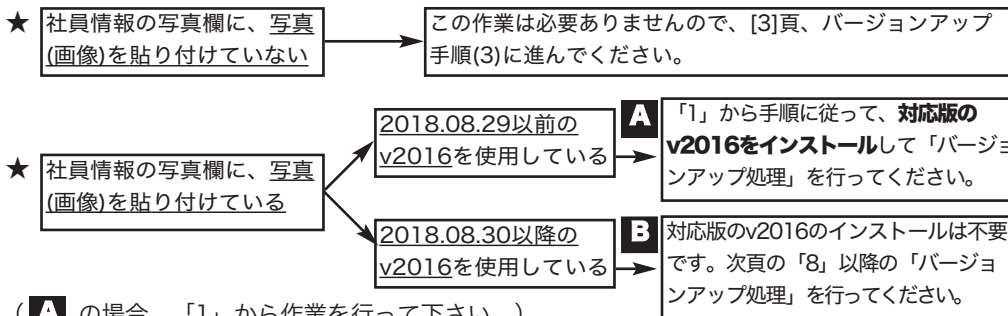 ★ 社員情報の写真欄に、写真
(画像)を貼り付けていない
この作業は必要ありませんので、[3]頁、バージョンアップ
手順(3)に進んでください。
★ 社員情報の写真欄に、写真
(画像)を貼り付けている
2018.08.29以前の
v2016を使用している
A 「1」から手順に従って、対応版の
v2016をインストールして「バージョ
ンアップ処理」を行ってください。
2018.08.30以降の
v2016を使用している
B 対応版のv2016のインストールは不要
です。次頁の「8」以降の「バージョ
ンアップ処理」を行ってください。
( A の場合、「1」から作業を行って下さい。)